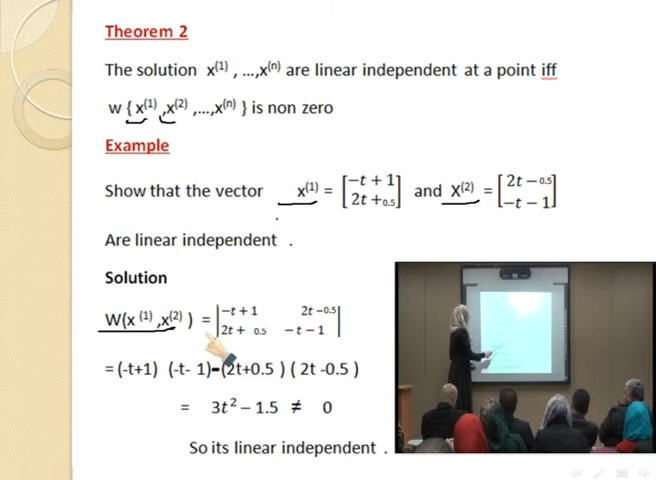 Theorem 2
The solution x⁽¹⁾ , ...,x⁽ⁿ⁾ are linear independent at a point iff
w { x⁽¹⁾ ,x⁽²⁾ ,...,x⁽ⁿ⁾ } is non zero
Example
Show that the vector x⁽¹⁾ = [−t + 1 2t +0.5] and X⁽²⁾ = [2t −0.5 −t − 1]
Are linear independent .
Solution
W(x ⁽¹⁾ ,x⁽²⁾ ) = |−t + 1 2t −0.5
2t + 0.5 −t − 1|
= (-t+1) (-t- 1)-(2t+0.5 ) ( 2t -0.5)
= 3t² – 1.5 ≠ 0
So its linear independent .